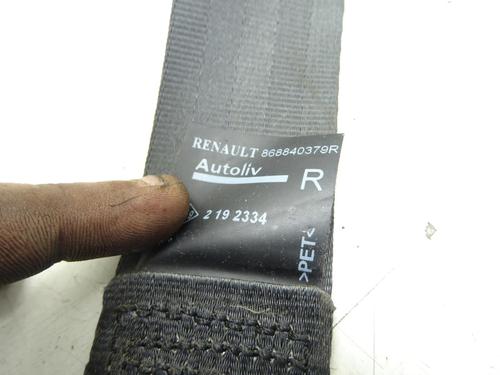 RENAULT 868840379R
Autoliv
R
2 19 2334
>PET<